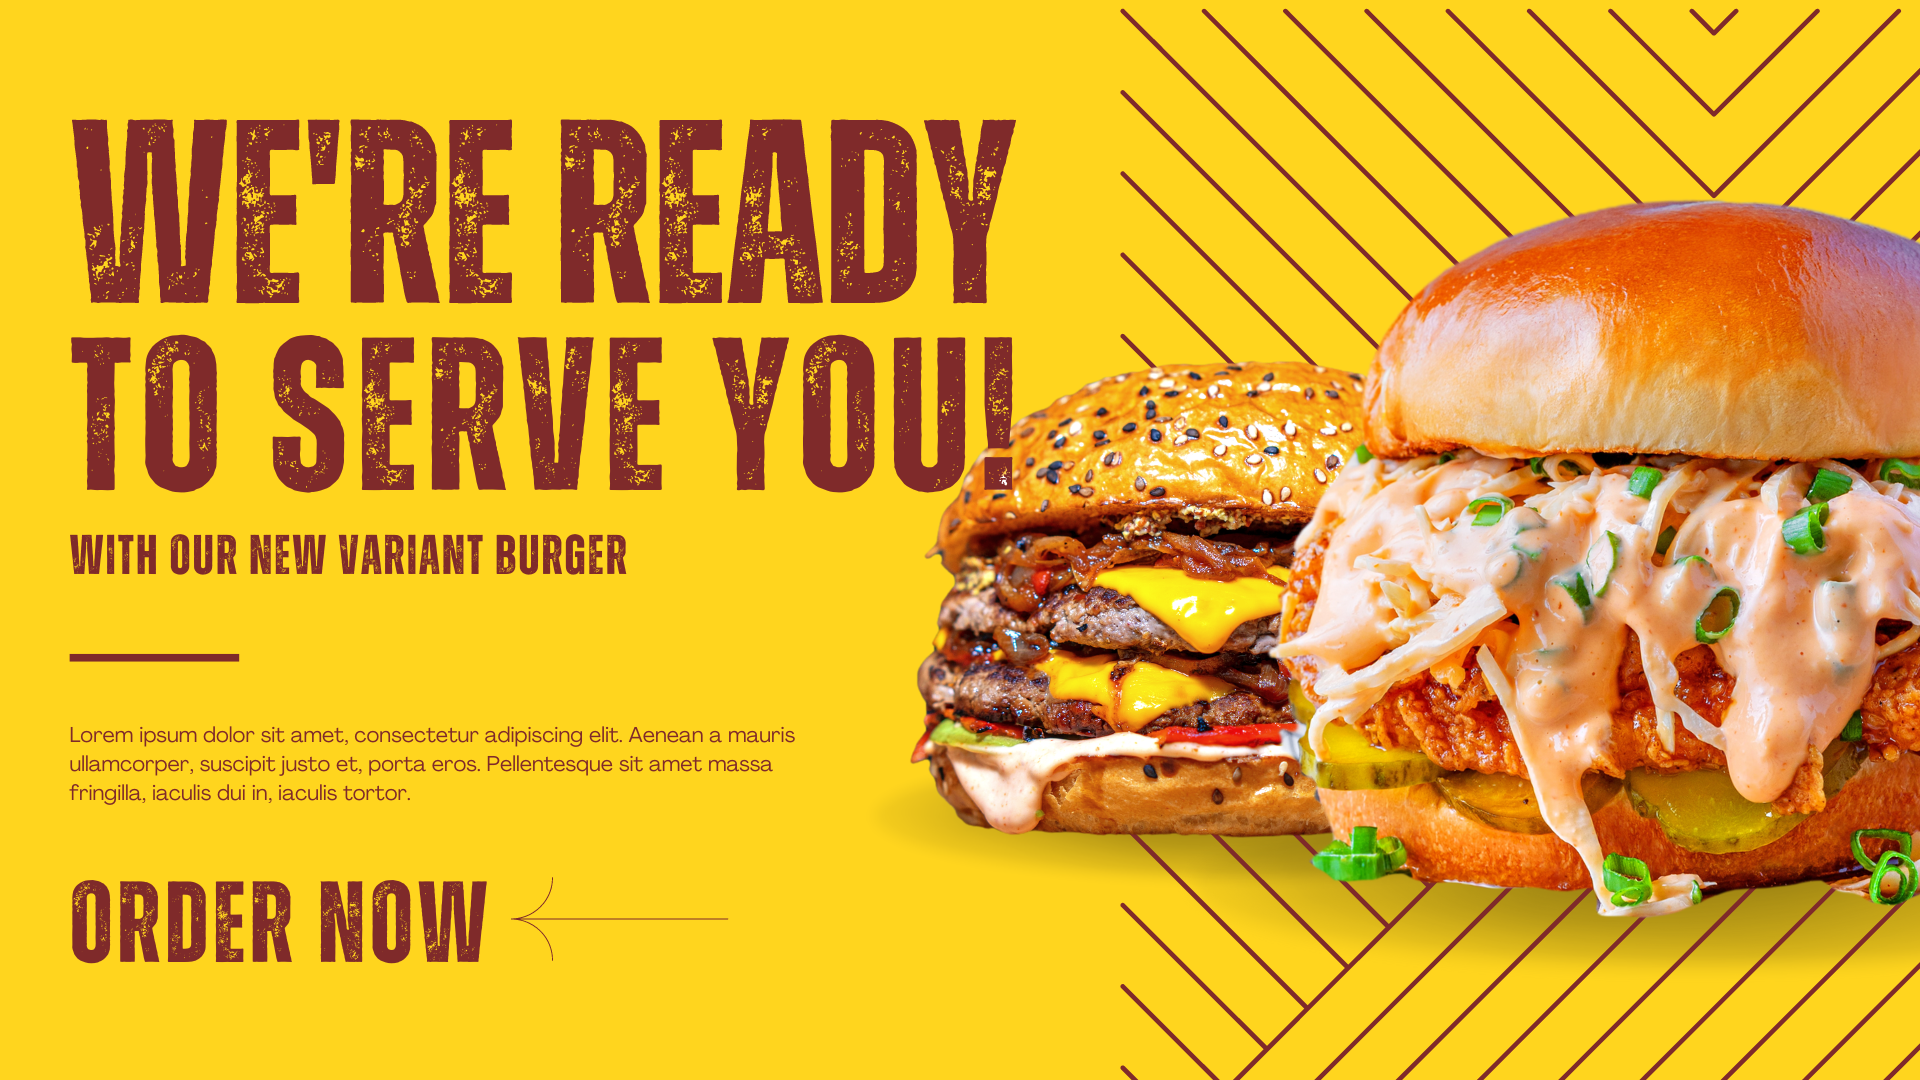 WE'RE READY
TO SERVE YOU!
WITH OUR NEW VARIANT BURGER
Lorem ipsum dolor sit amet, consectetur adipiscing elit. Aenean a mauris
ullamcorper, suscipit justo et, porta eros. Pellentesque sit amet massa
fringilla, iaculis dui in, iaculis tortor.
ORDER NOW